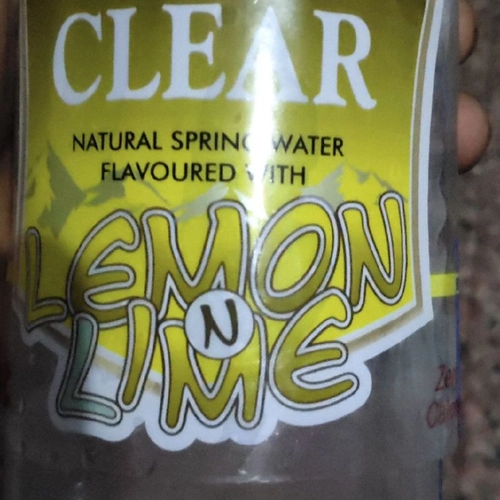 CLEAR
NATURAL SPRING WATER
FLAVOURED WITH
LEMON
N
LIME